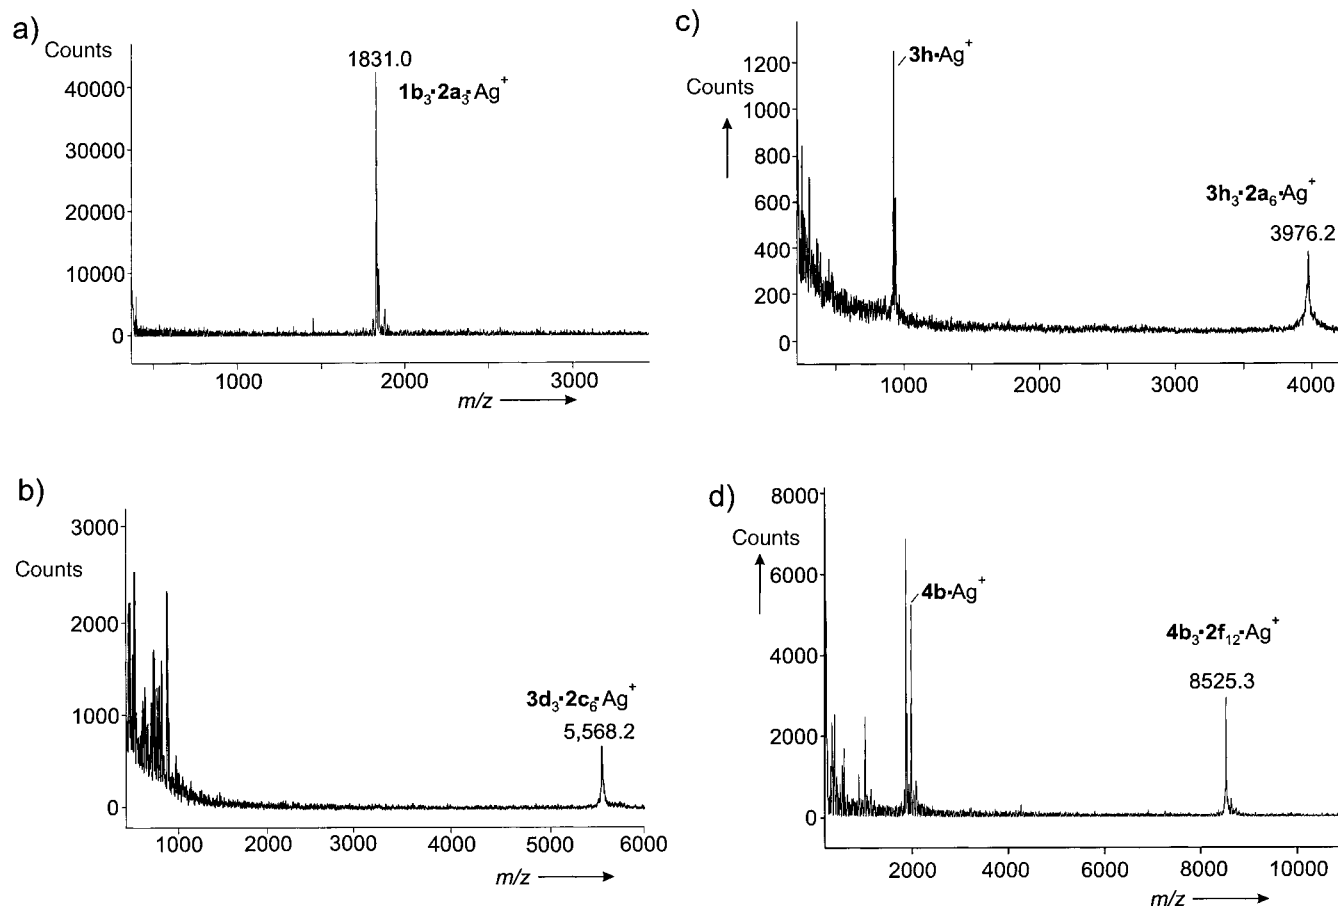 a)
Counts
1831.0
1b₃·2a₃·Ag⁺
40000
30000
20000
10000
0
1000 2000 3000
m/z
c)
3h·Ag⁺
1200
Counts
1000
800
3h₃·2a₆·Ag⁺
600
3976.2
400
200
0
1000 2000 3000 4000
m/z
b)
3000
Counts
2000
3d₃·2c₆·Ag⁺
1000
5,568.2
0
1000 2000 3000 4000 5000 6000
m/z
d)
8000
Counts
6000
4b·Ag⁺
4b₃·2f₁₂·Ag⁺
4000
8525.3
2000
0
2000 4000 6000 8000 10000
m/z